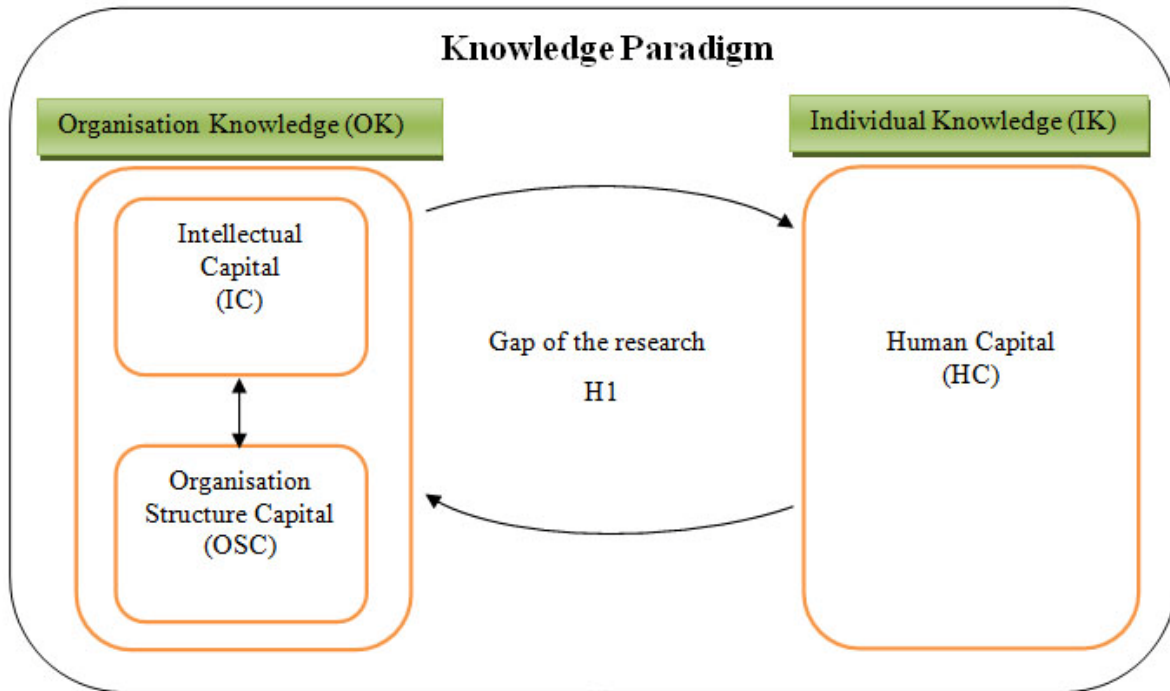 Knowledge Paradigm
Organisation Knowledge (OK)
Individual Knowledge (IK)
Intellectual
Capital
(IC)
Gap of the research
H1
Human Capital
(HC)
Organisation
Structure Capital
(OSC)